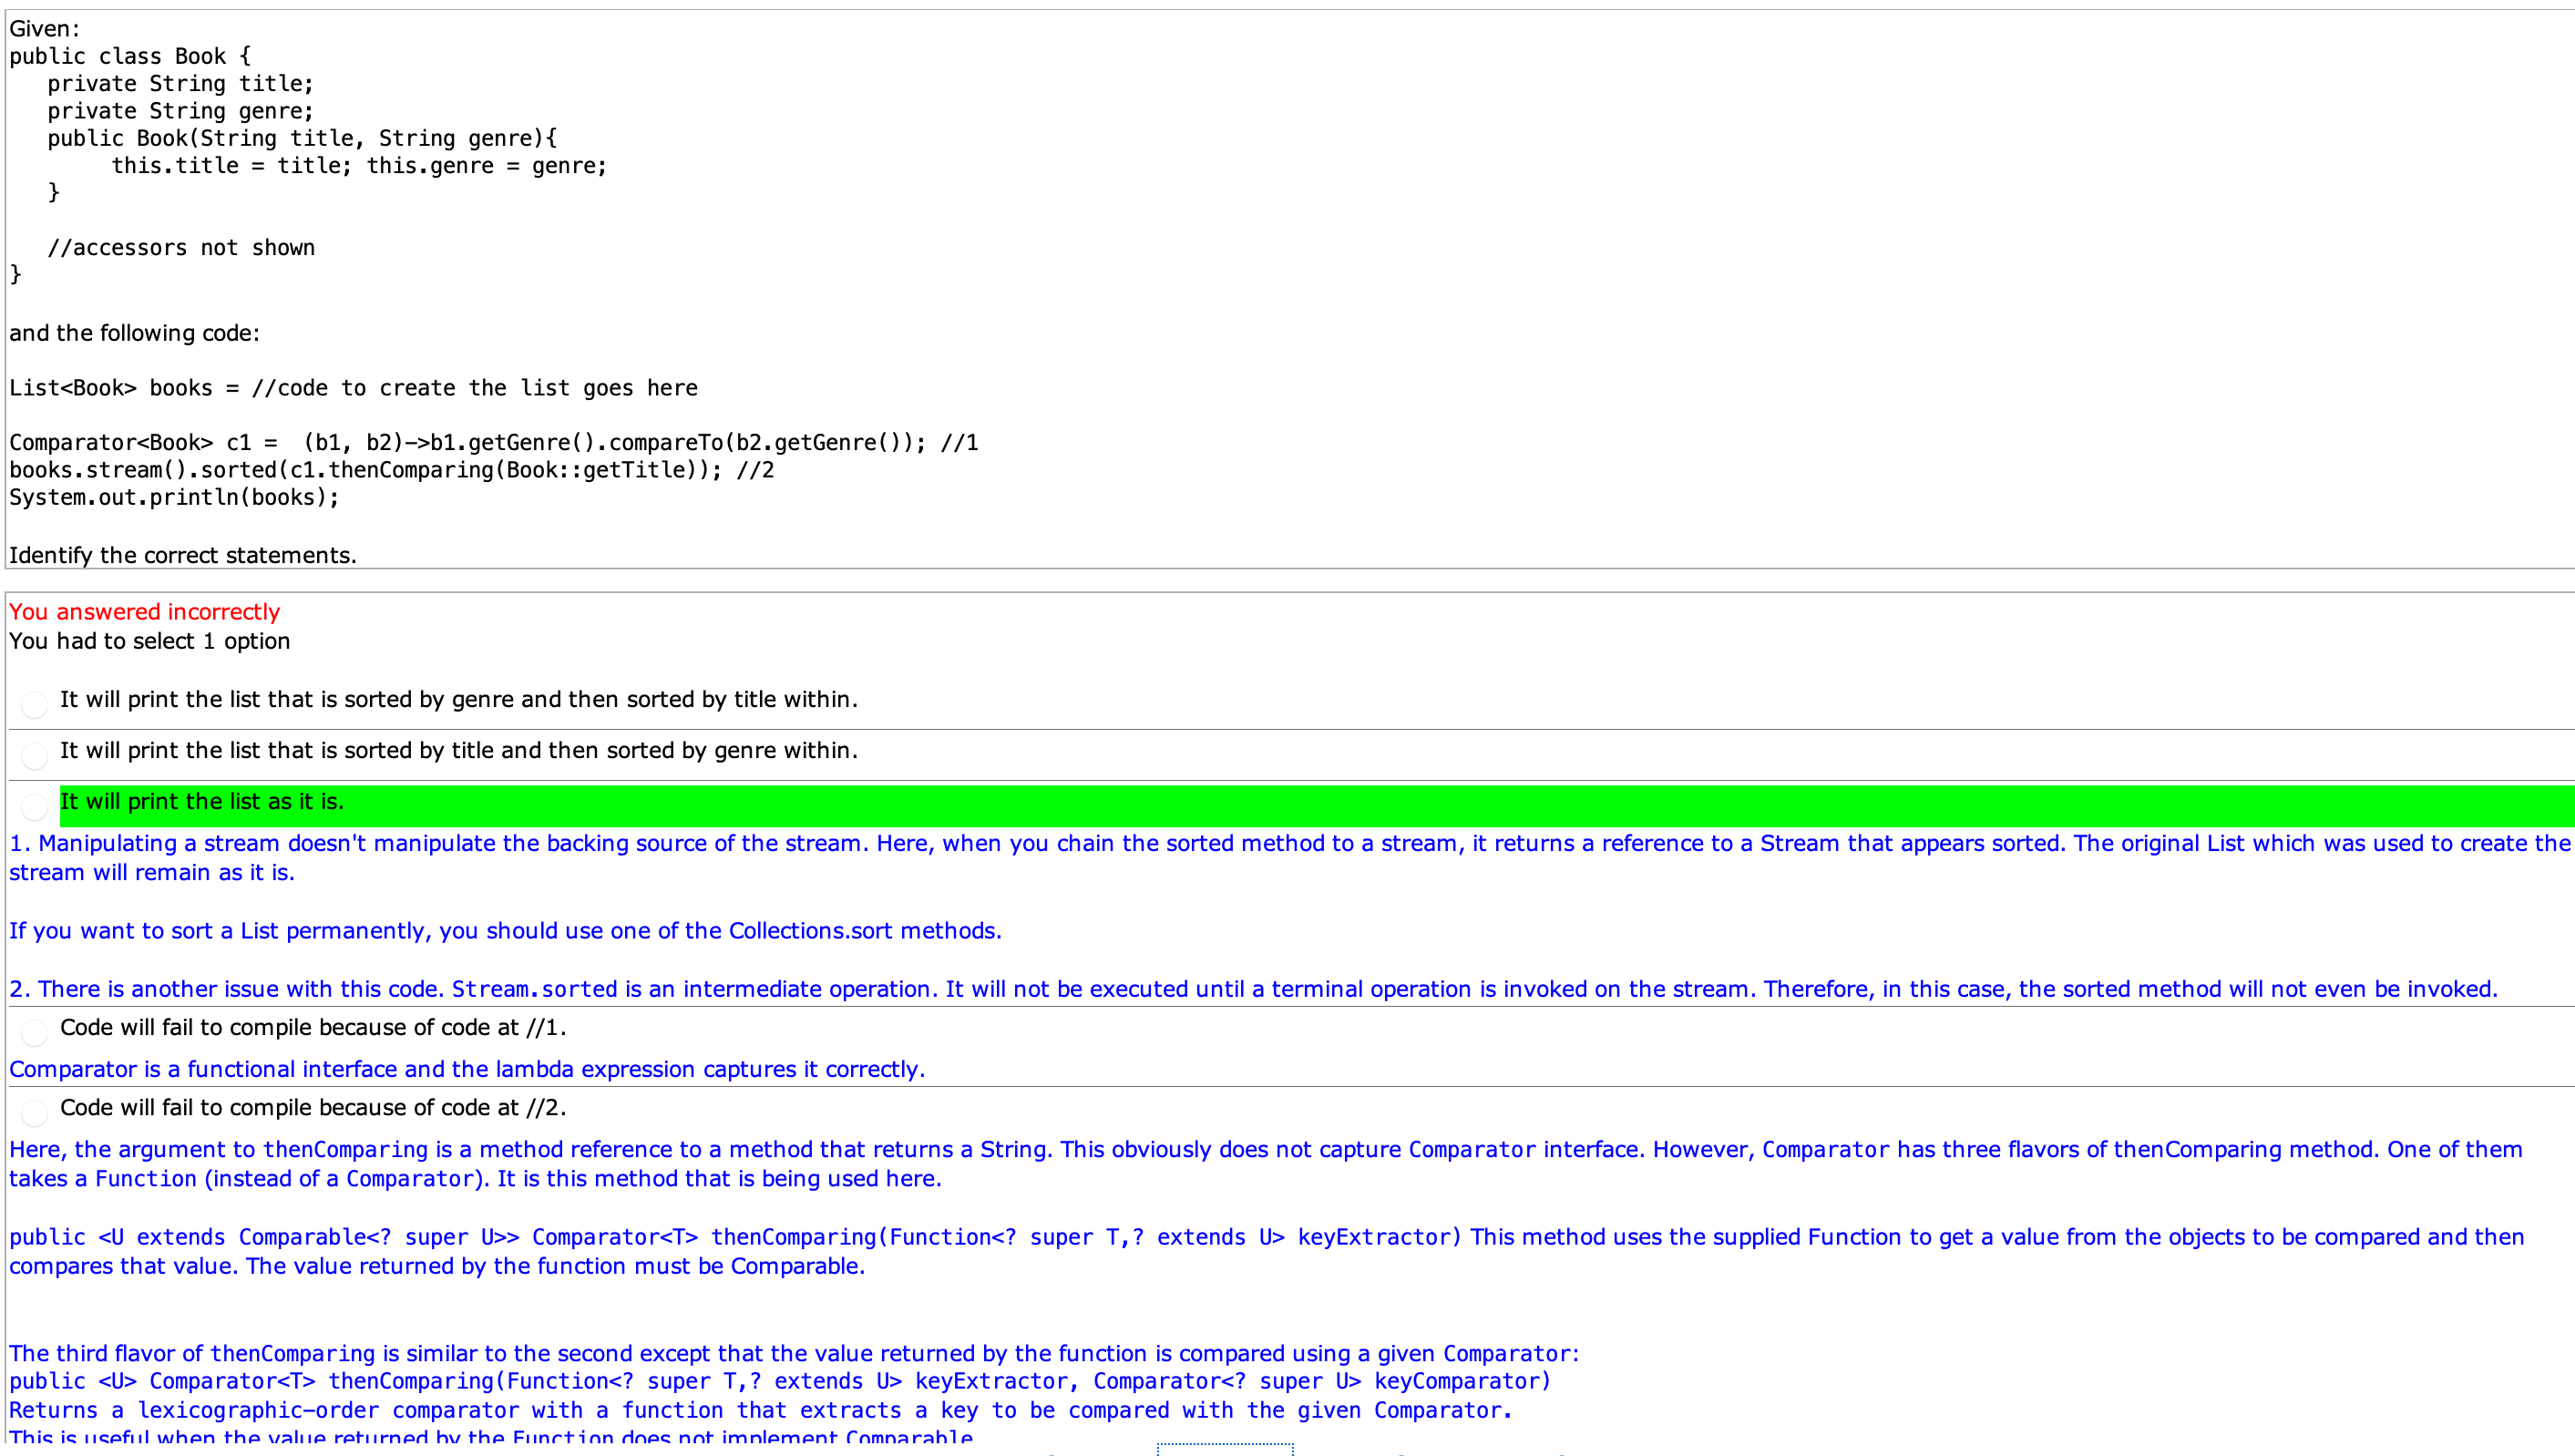 Given:
public class Book {
   private String title;
   private String genre;
   public Book(String title, String genre){
        this.title = title; this.genre = genre;
   }
   //accessors not shown
}
and the following code:
List<Book> books = //code to create the list goes here
Comparator<Book> c1 =  (b1, b2)->b1.getGenre().compareTo(b2.getGenre()); //1
books.stream().sorted(c1.thenComparing(Book::getTitle)); //2
System.out.println(books);
Identify the correct statements.
You answered incorrectly
You had to select 1 option
It will print the list that is sorted by genre and then sorted by title within.
It will print the list that is sorted by title and then sorted by genre within.
It will print the list as it is.
1. Manipulating a stream doesn't manipulate the backing source of the stream. Here, when you chain the sorted method to a stream, it returns a reference to a Stream that appears sorted. The original List which was used to create the
stream will remain as it is.
If you want to sort a List permanently, you should use one of the Collections.sort methods.
2. There is another issue with this code. Stream.sorted is an intermediate operation. It will not be executed until a terminal operation is invoked on the stream. Therefore, in this case, the sorted method will not even be invoked.
Code will fail to compile because of code at //1.
Comparator is a functional interface and the lambda expression captures it correctly.
Code will fail to compile because of code at //2.
Here, the argument to thenComparing is a method reference to a method that returns a String. This obviously does not capture Comparator interface. However, Comparator has three flavors of thenComparing method. One of them
takes a Function (instead of a Comparator). It is this method that is being used here.
public <U extends Comparable<? super U>> Comparator<T> thenComparing(Function<? super T,? extends U> keyExtractor) This method uses the supplied Function to get a value from the objects to be compared and then
compares that value. The value returned by the function must be Comparable.
The third flavor of thenComparing is similar to the second except that the value returned by the function is compared using a given Comparator:
public <U> Comparator<T> thenComparing(Function<? super T,? extends U> keyExtractor, Comparator<? super U> keyComparator)
Returns a lexicographic-order comparator with a function that extracts a key to be compared with the given Comparator.
This is useful when the value returned by the Function does not implement Comparable